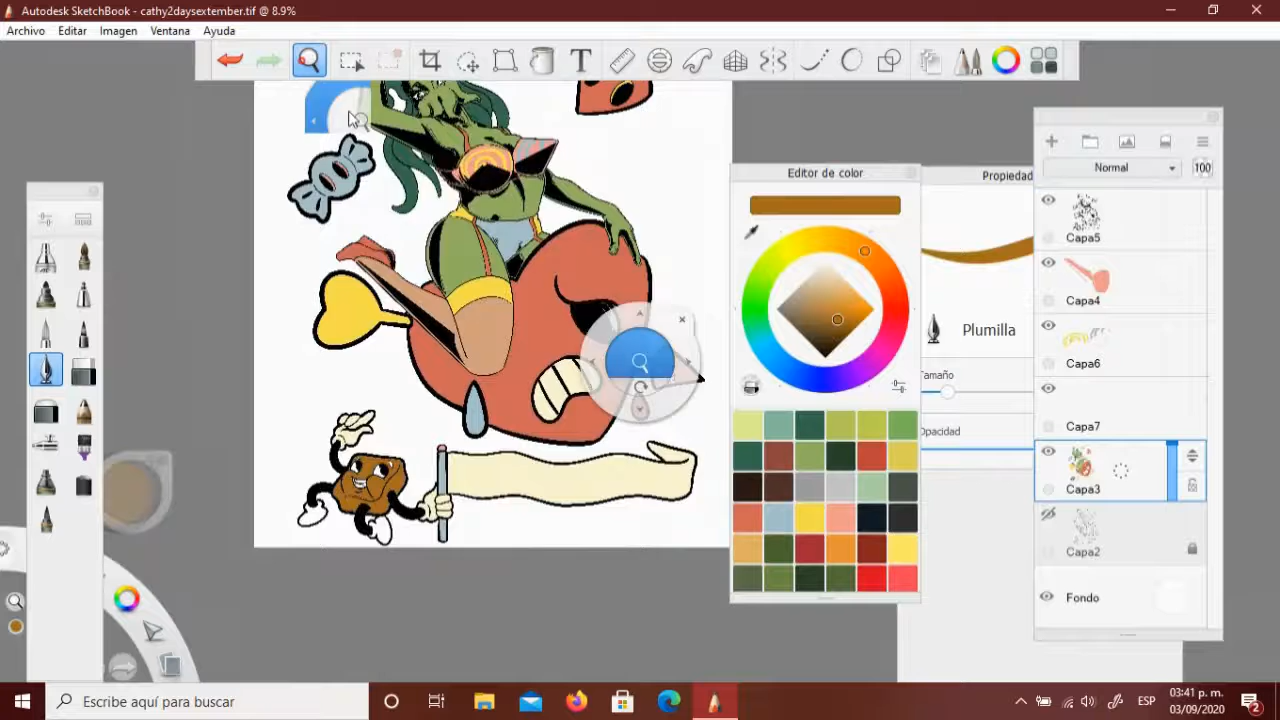 Autodesk SketchBook - cathy2daysextember.tif @ 8.9%
Archivo Editar Imagen Ventana Ayuda
T
Editor de color
Propiedad
Normal 100
Capa5
Capa4
Plumilla
Capa6
Tamaño
Capa7
Opacidad
Capa3
Capa2
Fondo
Escribe aquí para buscar
ESP
03:41 p. m.
03/09/2020
2